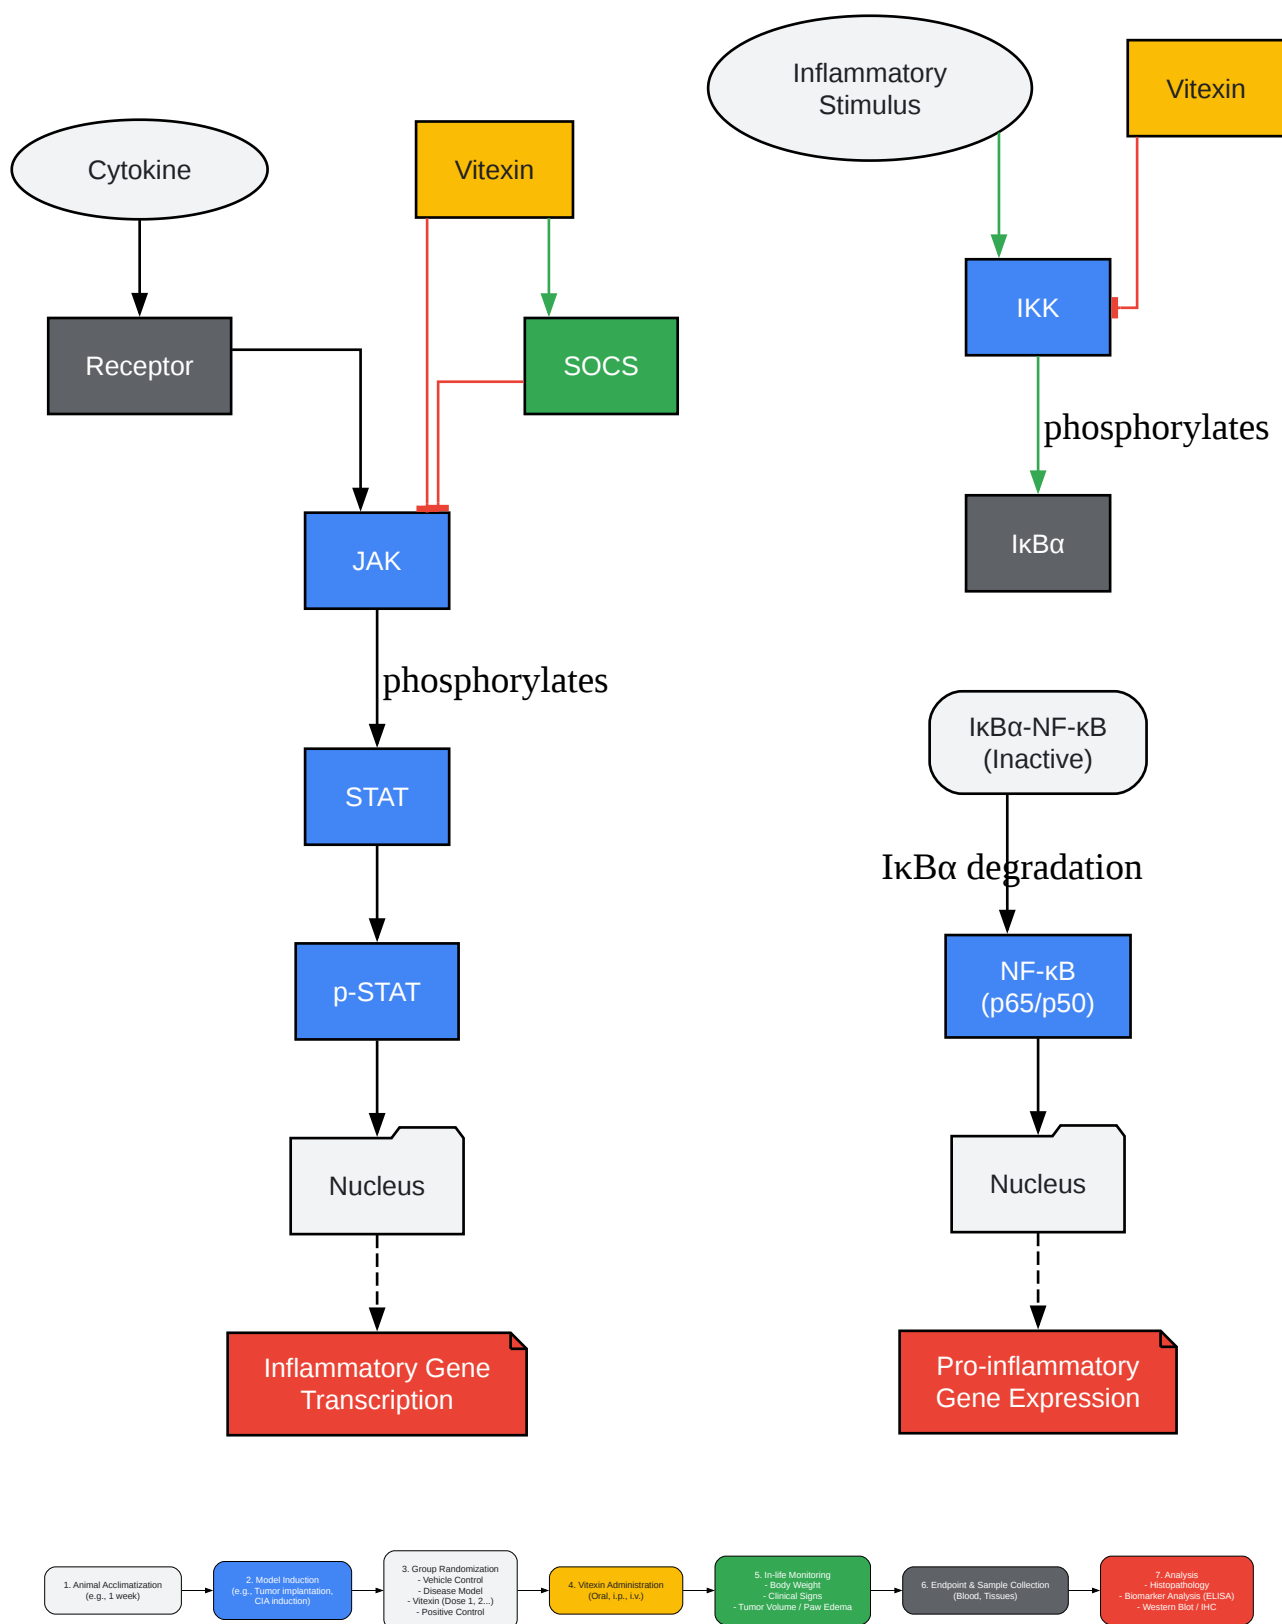 Cytokine
Vitexin
Receptor
SOCS
JAK
phosphorylates
STAT
p-STAT
Nucleus
Inflammatory Gene
Transcription
Inflammatory
Stimulus
Vitexin
IKK
phosphorylates
IκBα
IκBα-NF-κB
(Inactive)
IκBα degradation
NF-κB
(p65/p50)
Nucleus
Pro-inflammatory
Gene Expression
1. Animal Acclimatization
(e.g., 1 week)
2. Model Induction
(e.g., Tumor implantation,
CIA induction)
3. Group Randomization
- Vehicle Control
- Disease Model
- Vitexin (Dose 1, 2...)
- Positive Control
4. Vitexin Administration
(Oral, i.p., i.v.)
5. In-life Monitoring
- Body Weight
- Clinical Signs
- Tumor Volume / Paw Edema
6. Endpoint & Sample Collection
(Blood, Tissues)
7. Analysis
- Histopathology
- Biomarker Analysis (ELISA)
- Western Blot / IHC